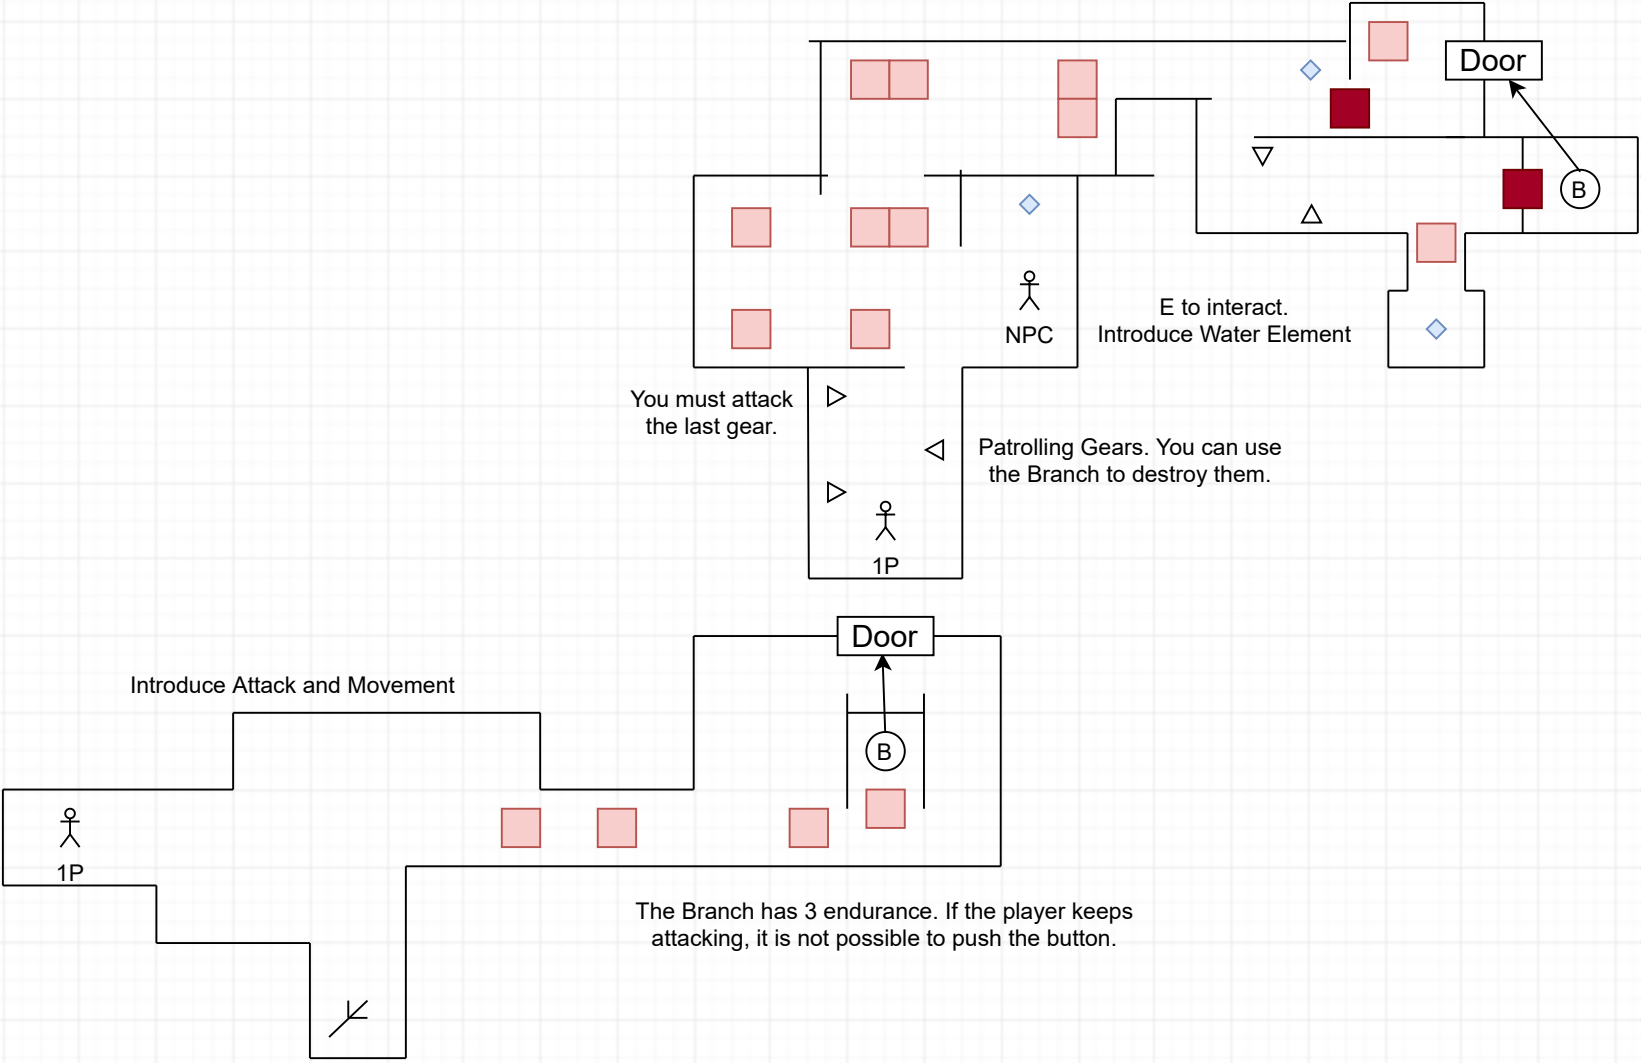 Door
B
NPC
E to interact.
Introduce Water Element
You must attack
the last gear.
Patrolling Gears. You can use
the Branch to destroy them.
1P
Door
Introduce Attack and Movement
B
1P
The Branch has 3 endurance. If the player keeps
attacking, it is not possible to push the button.